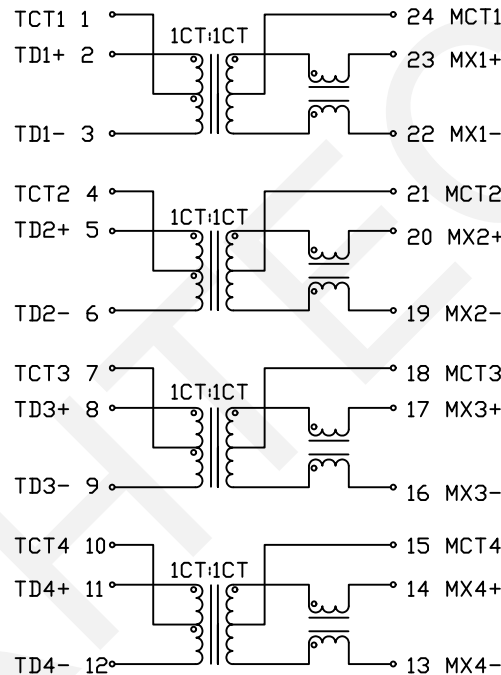 TCT1 1 24 MCT1
1CT:1CT
TD1+ 2 23 MX1+
TD1- 3 22 MX1-
TCT2 4 21 MCT2
1CT:1CT
TD2+ 5 20 MX2+
TD2- 6 19 MX2-
TCT3 7 18 MCT3
1CT:1CT
TD3+ 8 17 MX3+
TD3- 9 16 MX3-
TCT4 10 15 MCT4
1CT:1CT
TD4+ 11 14 MX4+
TD4- 12 13 MX4-